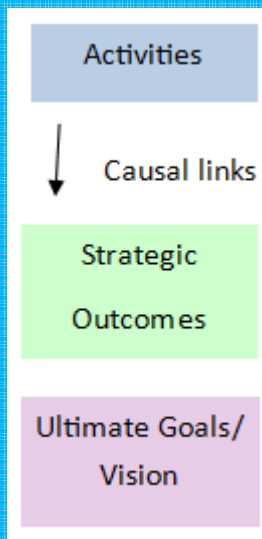 Activities
Causal links
Strategic
Outcomes
Ultimate Goals/
Vision